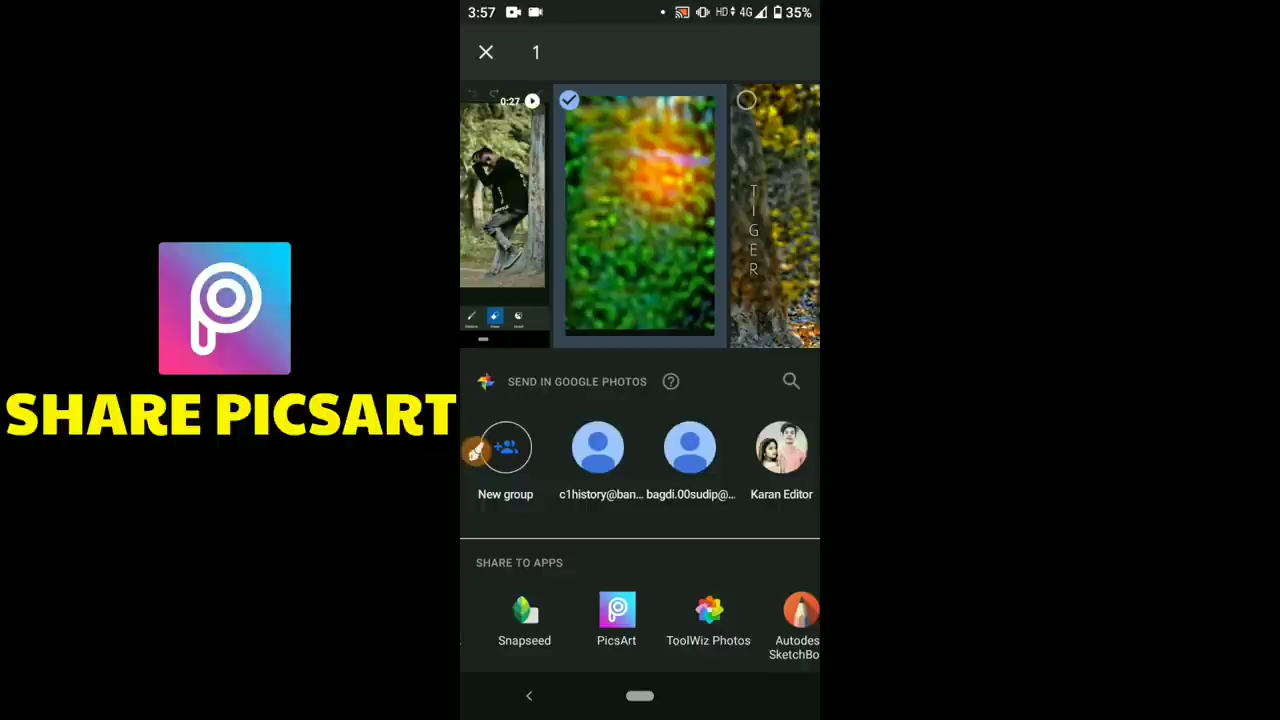 3:57
HD 4G 35%
1
0:27
T
I
G
E
R
SEND IN GOOGLE PHOTOS
SHARE PICSART
New group
c1history@ban...
bagdi.00sudip@...
Karan Editor
SHARE TO APPS
Snapseed
PicsArt
ToolWiz Photos
Autodes
SketchBo